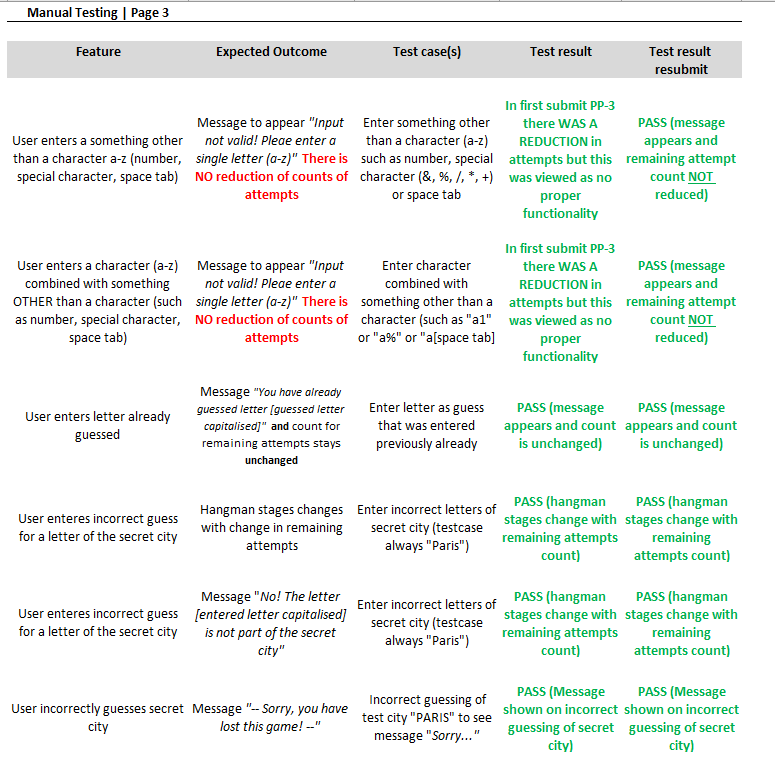 Manual Testing | Page 3
Feature
Expected Outcome
Test case(s)
Test result
Test result
resubmit
User enters a something other
than a character a-z (number,
special character, space tab)
Message to appear "Input
not valid! Pleae enter a
single letter (a-z)" There is
NO reduction of counts of
attempts
Enter something other
than a character (a-z)
such as number, special
character (&, %, /, *, +)
or space tab
In first submit PP-3
there WAS A
REDUCTION in
attempts but this
was viewed as no
proper
functionality
PASS (message
appears and
remaining attempt
count NOT
reduced)
User enters a character (a-z)
combined with something
OTHER than a character (such
as number, special character,
space tab)
Message to appear "Input
not valid! Pleae enter a
single letter (a-z)" There is
NO reduction of counts of
attempts
Enter character
combined with
something other than a
character (such as "a1"
or "a%" or "a[space tab]
In first submit PP-3
there WAS A
REDUCTION in
attempts but this
was viewed as no
proper
functionality
PASS (message
appears and
remaining attempt
count NOT
reduced)
User enters letter already
guessed
Message "You have already
guessed letter [guessed letter
capitalised]" and count for
remaining attempts stays
unchanged
Enter letter as guess
that was entered
previously already
PASS (message
appears and count
is unchanged)
PASS (message
appears and count
is unchanged)
User enteres incorrect guess
for a letter of the secret city
Hangman stages changes
with change in remaining
attempts
Enter incorrect letters of
secret city (testcase
always "Paris")
PASS (hangman
stages change with
remaining attempts
count)
PASS (hangman
stages change with
remaining
attempts count)
User enteres incorrect guess
for a letter of the secret city
Message "No! The letter
[entered letter capitalised]
is not part of the secret
city"
Enter incorrect letters of
secret city (testcase
always "Paris")
PASS (hangman
stages change with
remaining attempts
count)
PASS (hangman
stages change with
remaining
attempts count)
User incorrectly guesses secret
city
Message "-- Sorry, you have
lost this game! --"
Incorrect guessing of
test city "PARIS" to see
message "Sorry..."
PASS (Message
shown on incorrect
guessing of secret
city)
PASS (Message
shown on incorrect
guessing of secret
city)